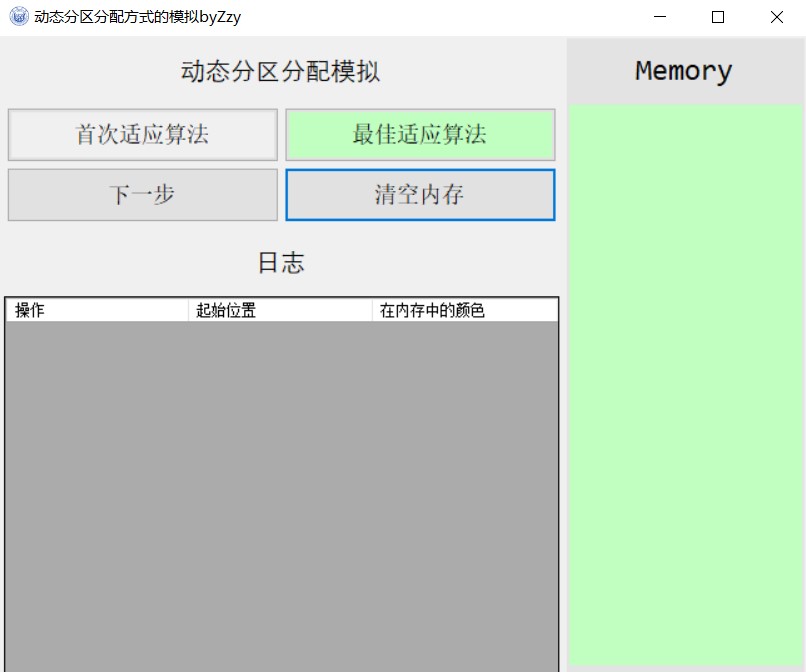 动态分区分配方式的模拟byZzy
动态分区分配模拟
Memory
首次适应算法
最佳适应算法
下一步
清空内存
日志
操作
起始位置
在内存中的颜色